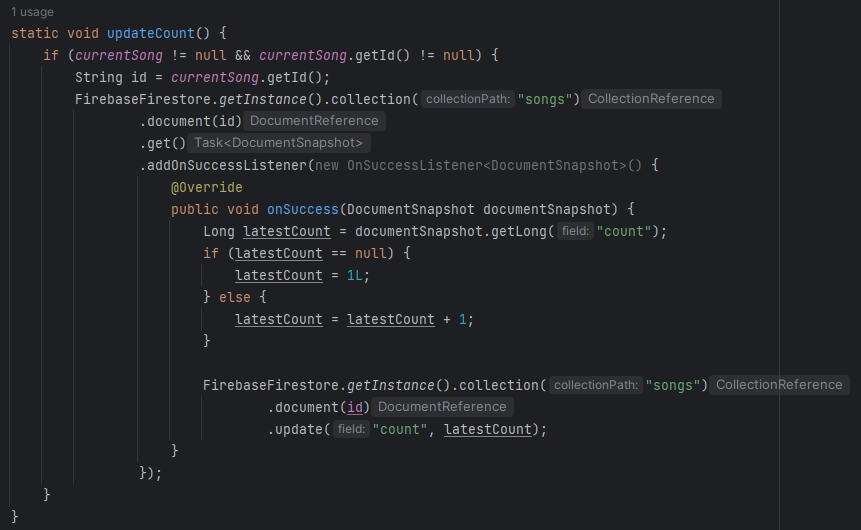 1 usage
static void updateCount() {
    if (currentSong != null && currentSong.getId() != null) {
        String id = currentSong.getId();
        FirebaseFirestore.getInstance().collection( collectionPath: "songs") CollectionReference
                .document(id) DocumentReference
                .get() Task<DocumentSnapshot>
                .addOnSuccessListener(new OnSuccessListener<DocumentSnapshot>() {
                    @Override
                    public void onSuccess(DocumentSnapshot documentSnapshot) {
                        Long latestCount = documentSnapshot.getLong( field: "count");
                        if (latestCount == null) {
                            latestCount = 1L;
                        } else {
                            latestCount = latestCount + 1;
                        }

                        FirebaseFirestore.getInstance().collection( collectionPath: "songs") CollectionReference
                                .document(id) DocumentReference
                                .update( field: "count", latestCount);
                    }
                });
    }
}